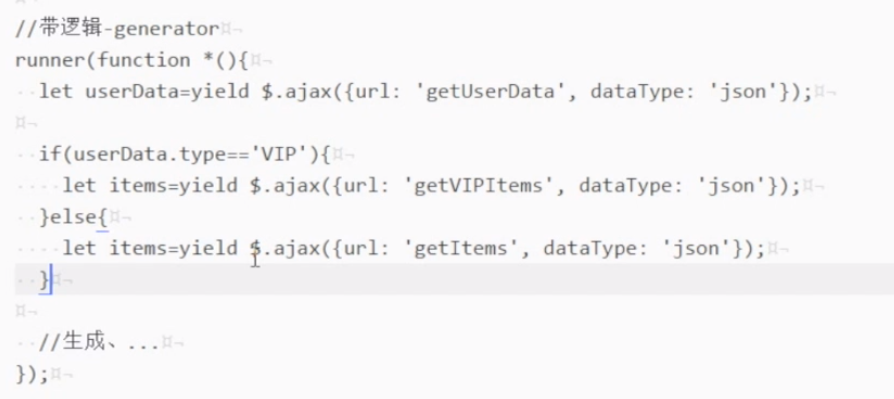 //带逻辑-generator
runner(function *(){
  let userData=yield $.ajax({url: 'getUserData', dataType: 'json'});

  if(userData.type=='VIP'){
    let items=yield $.ajax({url: 'getVIPItems', dataType: 'json'});
  }else{
    let items=yield $.ajax({url: 'getItems', dataType: 'json'});
  }

  //生成、...
});